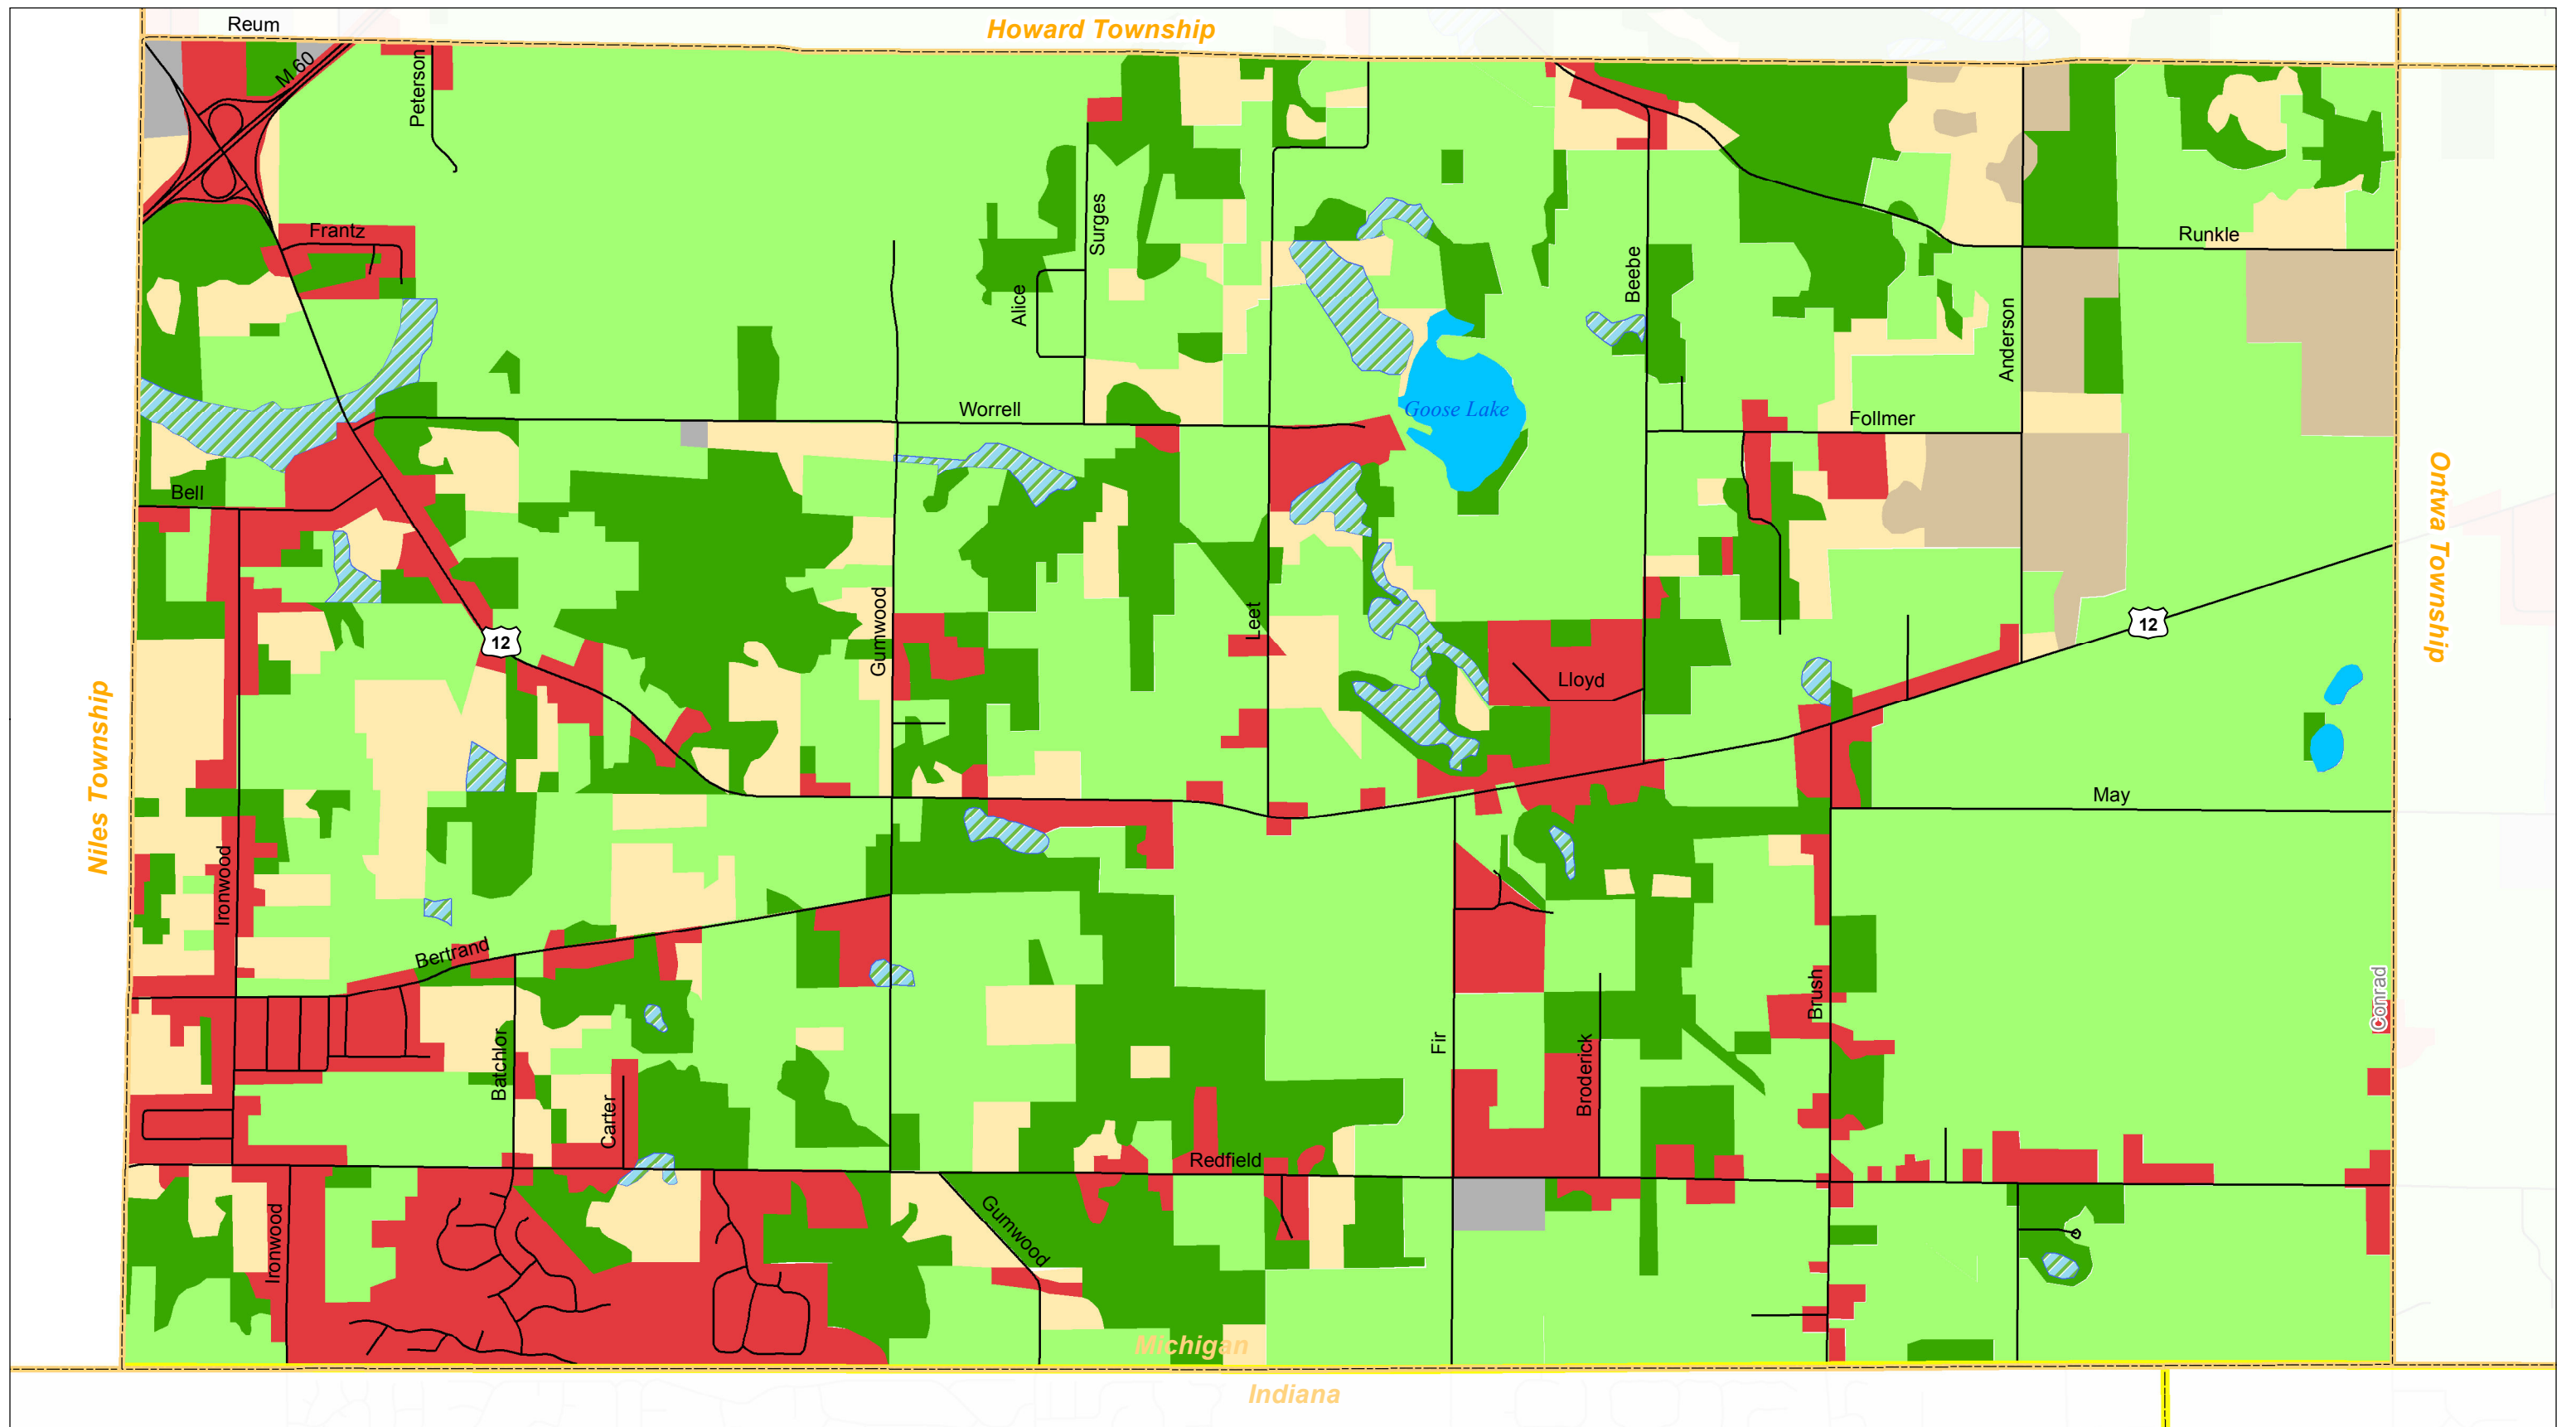 Reum
Howard Township
M 60
Peterson
Frantz
Surges
Alice
Beebe
Runkle
Anderson
Worrell
Goose Lake
Follmer
Bell
Ontwa Township
Gumwood
Leet
12
12
Lloyd
Niles Township
May
Ironwood
Bertrand
Brush
Conrad
Batchlor
Fir
Broderick
Carter
Redfield
Ironwood
Gumwood
Michigan
Indiana